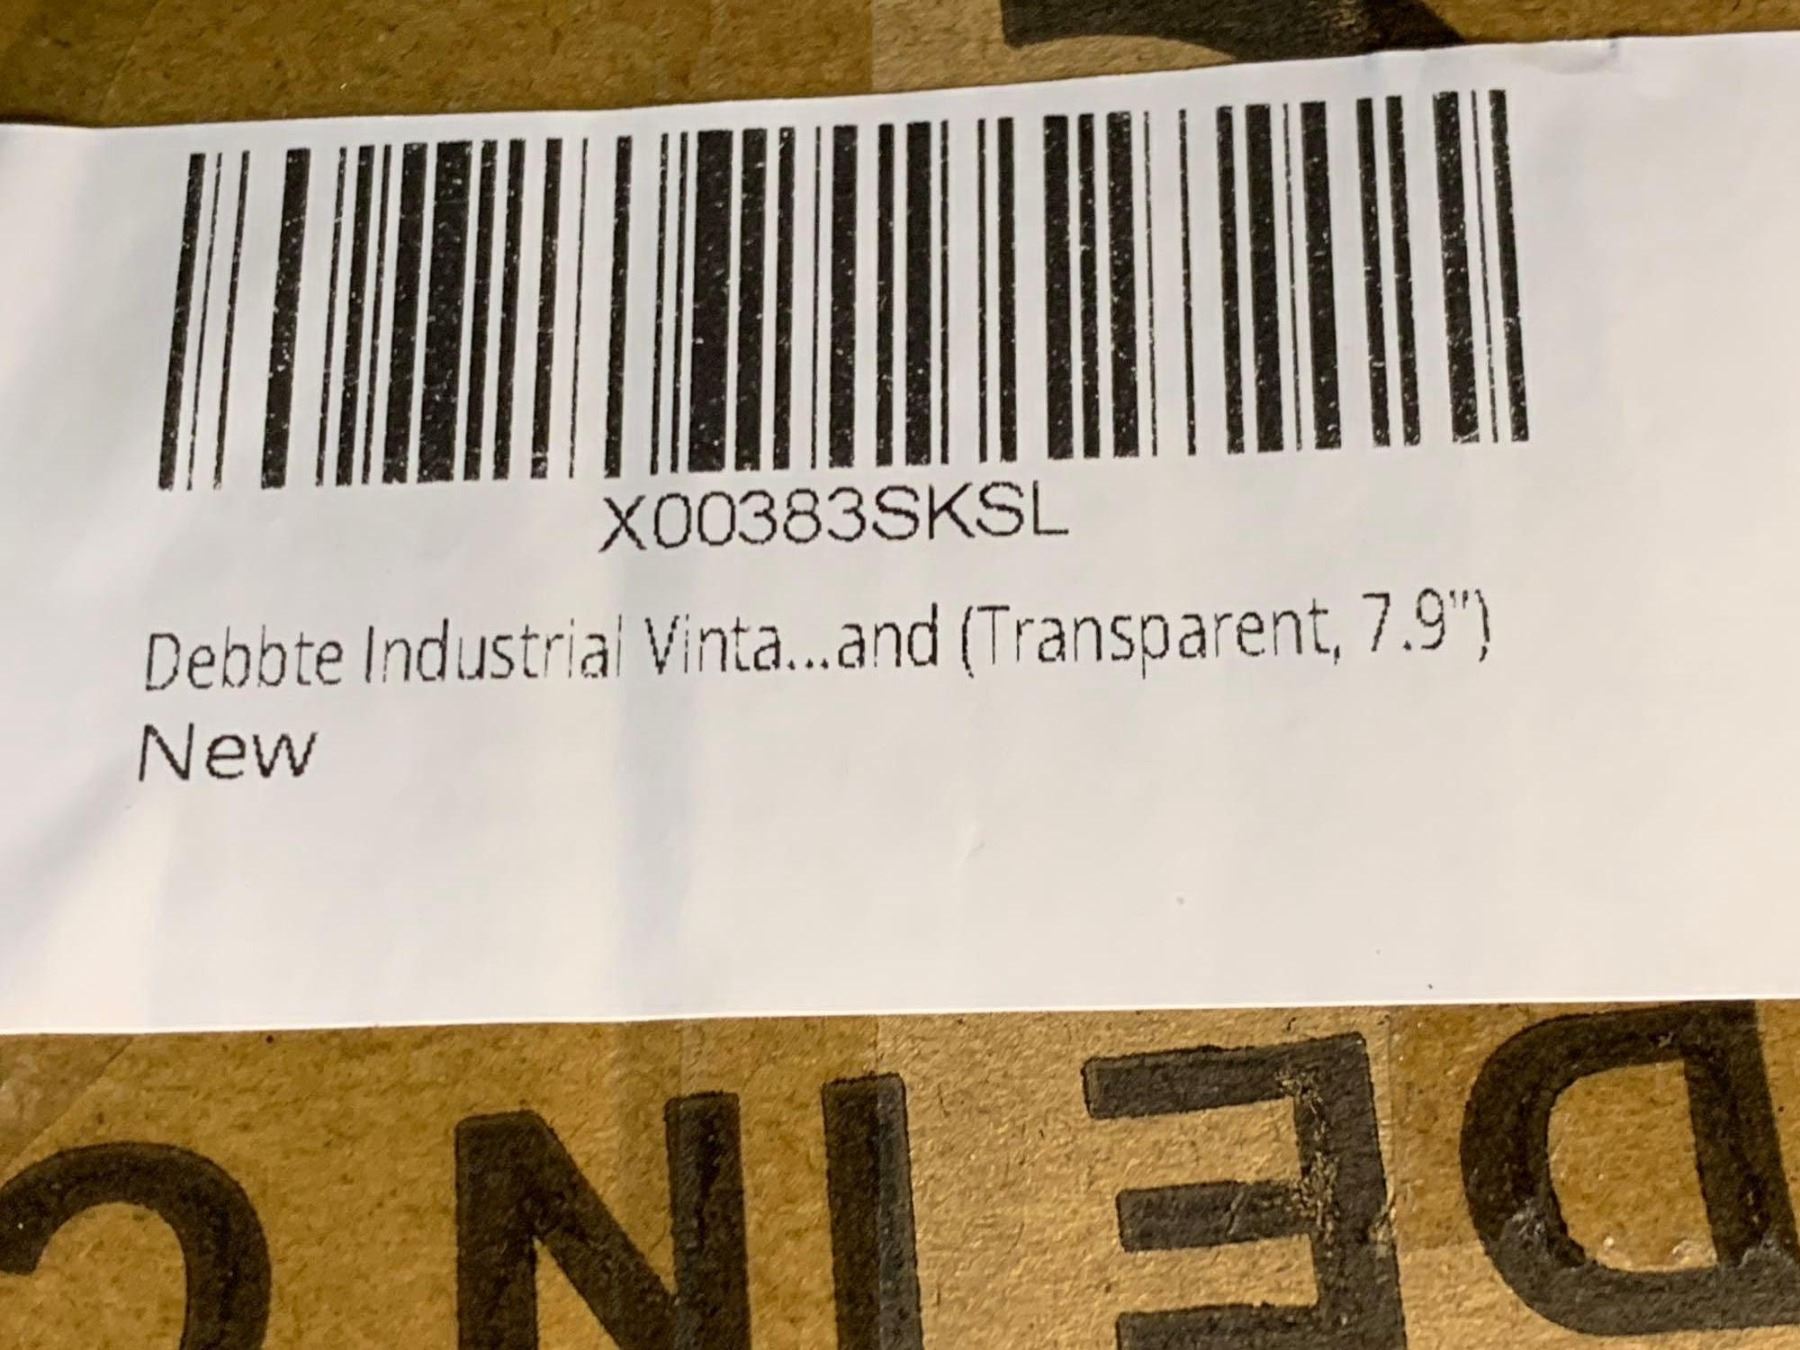 X00383SKSL
Debbte Industrial Vinta...and (Transparent, 7.9")
New